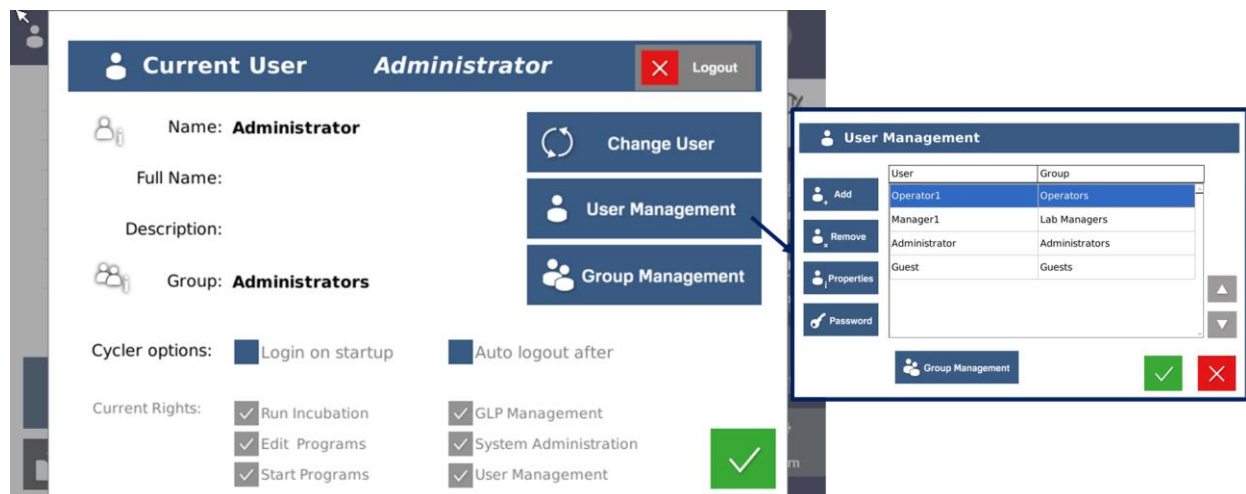 Current User Administrator Logout
Name: Administrator
Change User
Full Name:
User Management
Description:
Group Management
Group: Administrators
Cycler options: Login on startup Auto logout after
Current Rights: Run Incubation GLP Management
Edit Programs System Administration
Start Programs User Management
User Management
User Group
Add
Operator1 Operators
Manager1 Lab Managers
Remove
Administrator Administrators
Guest Guests
Properties
Password
Group Management